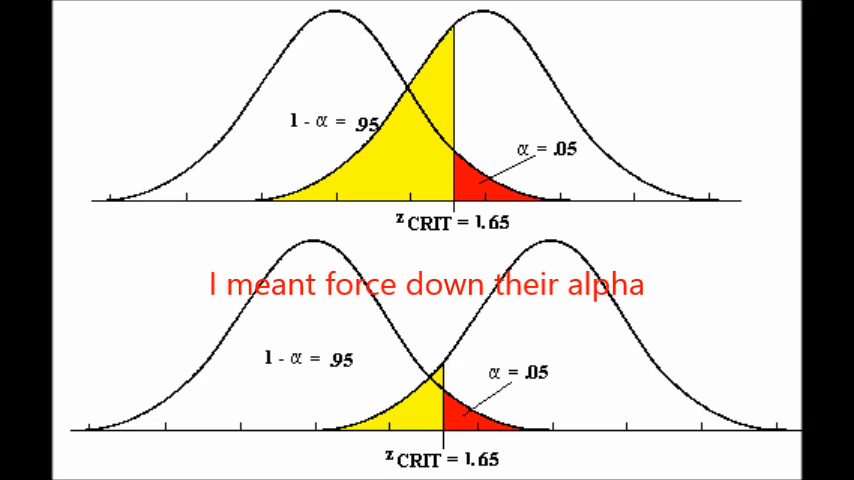 1 - α = .95
α = .05
z CRIT = 1.65
I meant force down their alpha
1 - α = .95
α = .05
z CRIT = 1.65